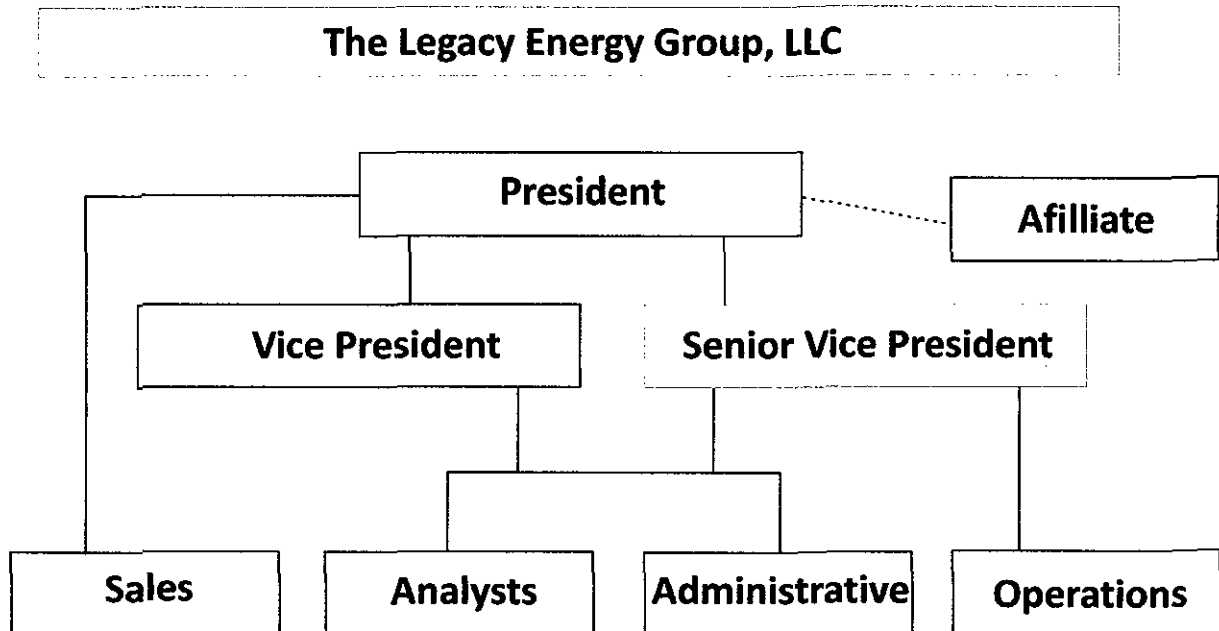 The Legacy Energy Group, LLC
President
Afilliate
Vice President
Senior Vice President
Sales
Analysts
Administrative
Operations